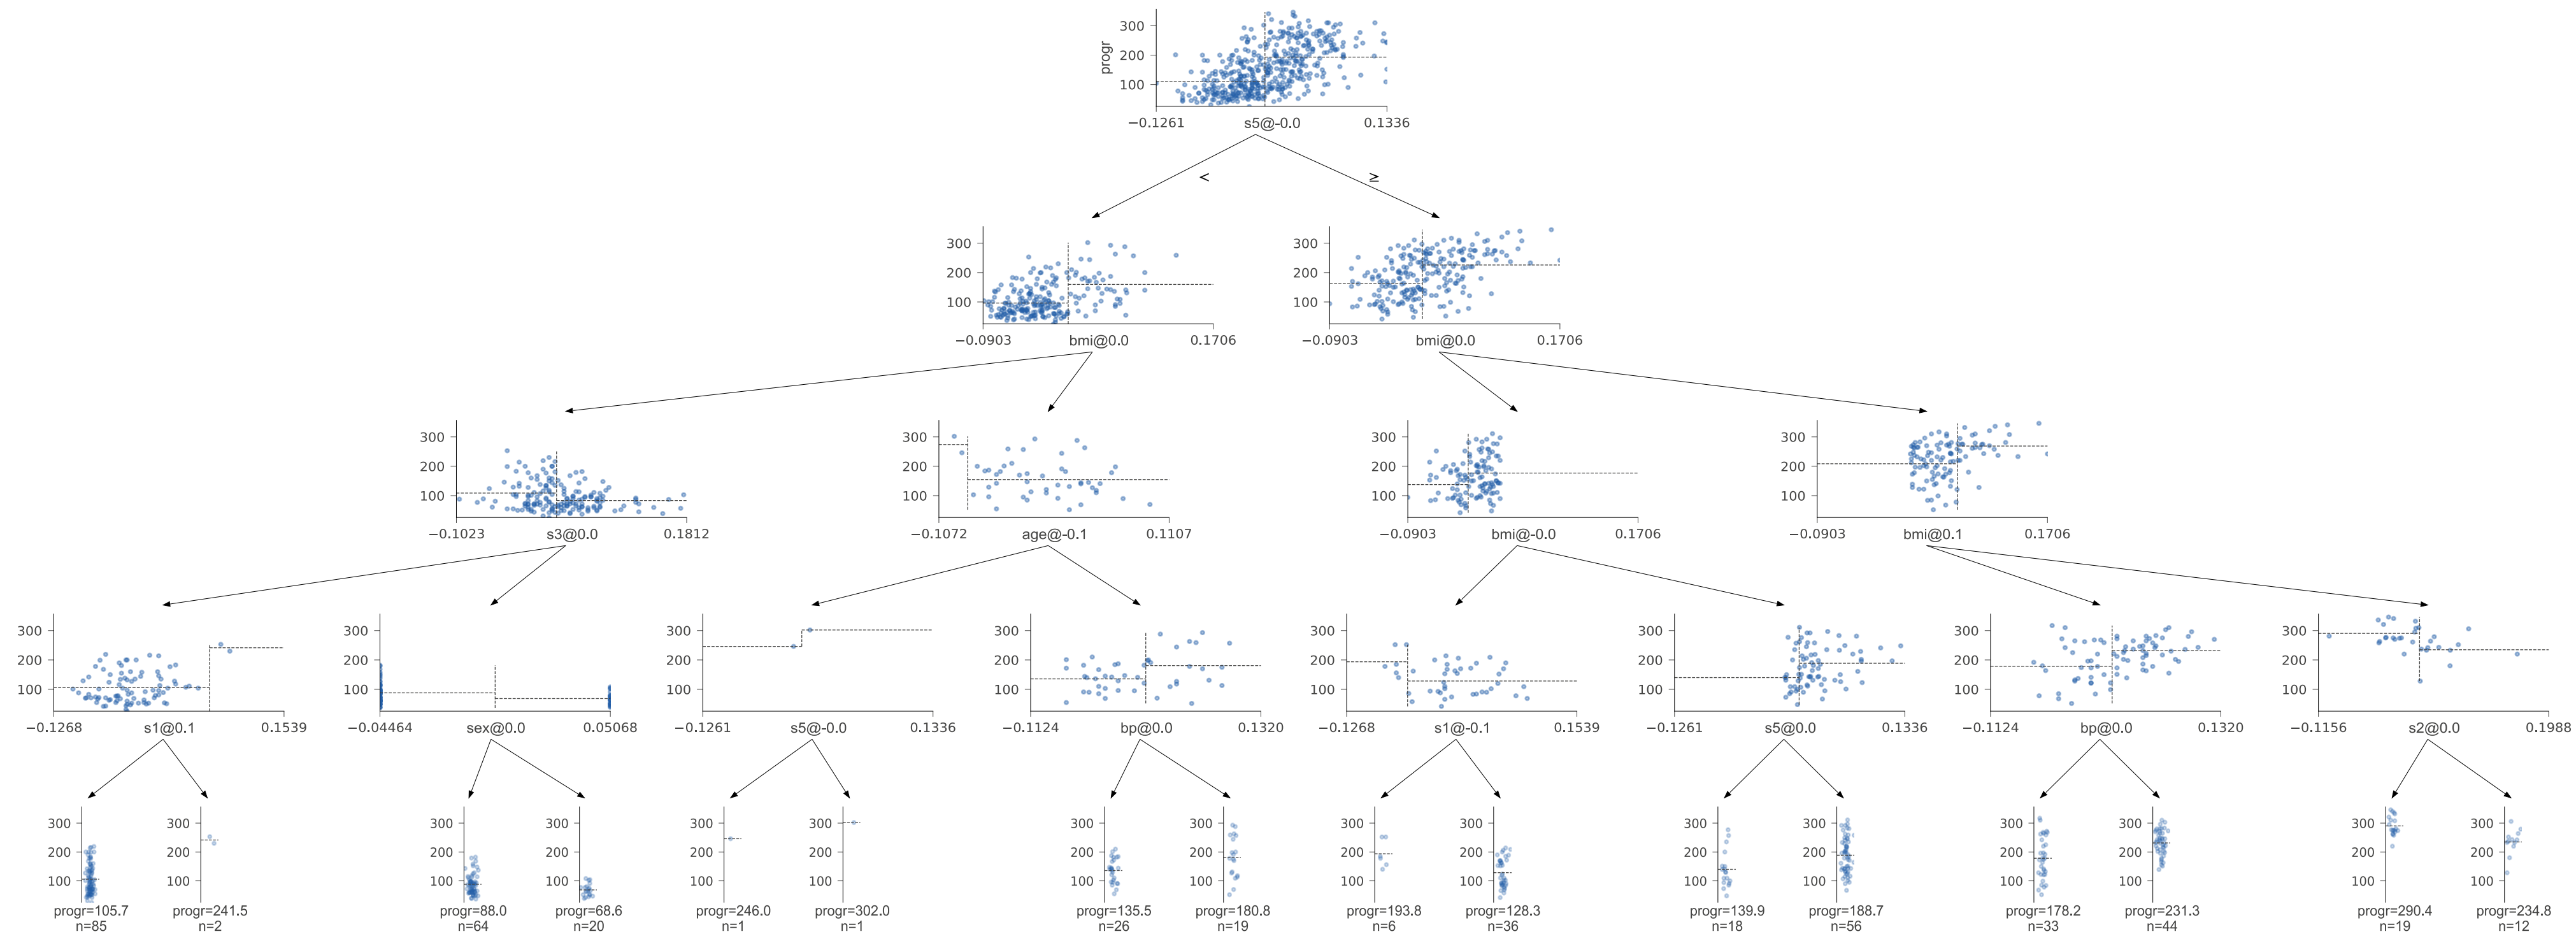 progr
300
200
100
−0.1261 s5@-0.0 0.1336
< ≥
300 300
200 200
100 100
−0.0903 bmi@0.0 0.1706 −0.0903 bmi@0.0 0.1706
300 300 300 300
200 200 200 200
100 100 100 100
−0.1023 s3@0.0 0.1812 −0.1072 age@-0.1 0.1107 −0.0903 bmi@-0.0 0.1706 −0.0903 bmi@0.1 0.1706
300 300 300 300 300 300 300 300
200 200 200 200 200 200 200 200
100 100 100 100 100 100 100 100
−0.1268 s1@0.1 0.1539 −0.04464 sex@0.0 0.05068 −0.1261 s5@-0.0 0.1336 −0.1124 bp@0.0 0.1320 −0.1268 s1@-0.1 0.1539 −0.1261 s5@0.0 0.1336 −0.1124 bp@0.0 0.1320 −0.1156 s2@0.0 0.1988
300 300 300 300 300 300 300 300 300 300 300 300 300 300 300 300
200 200 200 200 200 200 200 200 200 200 200 200 200 200 200 200
100 100 100 100 100 100 100 100 100 100 100 100 100 100 100 100
progr=105.7 progr=241.5 progr=88.0 progr=68.6 progr=246.0 progr=302.0 progr=135.5 progr=180.8 progr=193.8 progr=128.3 progr=139.9 progr=188.7 progr=178.2 progr=231.3 progr=290.4 progr=234.8
n=85 n=2 n=64 n=20 n=1 n=1 n=26 n=19 n=6 n=36 n=18 n=56 n=33 n=44 n=19 n=12